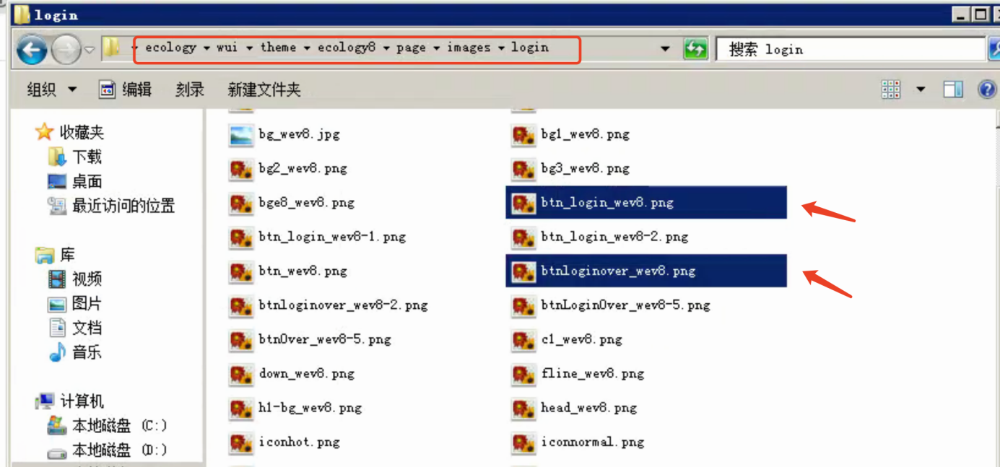 login
ecology wui theme ecology8 page images login
搜索 login
组织 编辑 刻录 新建文件夹
收藏夹
下载
桌面
最近访问的位置
库
视频
图片
文档
音乐
计算机
本地磁盘 (C:)
本地磁盘 (D:)
bg_wev8.jpg bg1_wev8.png
bg2_wev8.png bg3_wev8.png
bge8_wev8.png btn_login_wev8.png
btn_login_wev8-1.png btn_login_wev8-2.png
btn_wev8.png btnloginover_wev8.png
btnloginover_wev8-2.png btnLoginOver_wev8-5.png
btnOver_wev8-5.png c1_wev8.png
down_wev8.png fline_wev8.png
h1-bg_wev8.png head_wev8.png
iconhot.png iconnormal.png